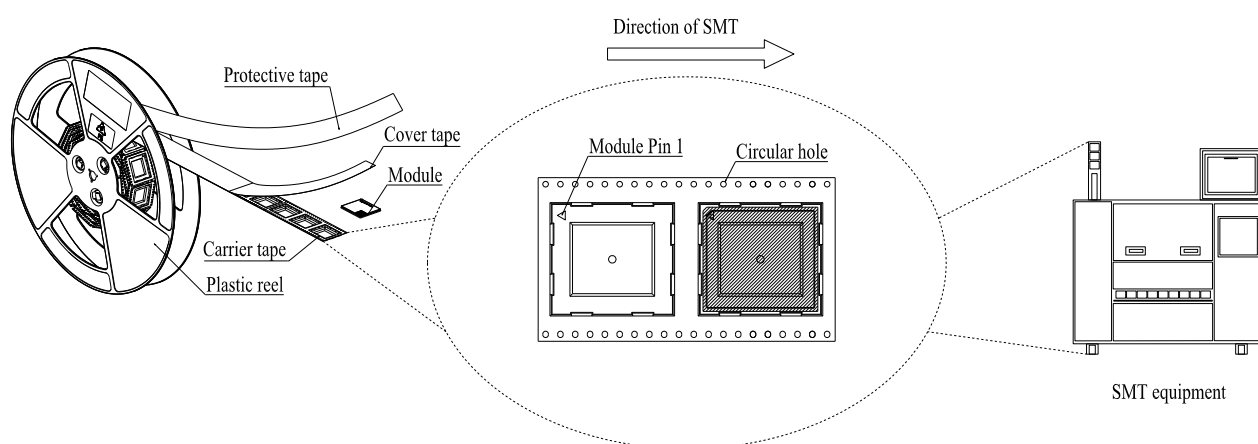 Direction of SMT
Protective tape
Cover tape
Module Pin 1
Circular hole
Module
Carrier tape
Plastic reel
SMT equipment